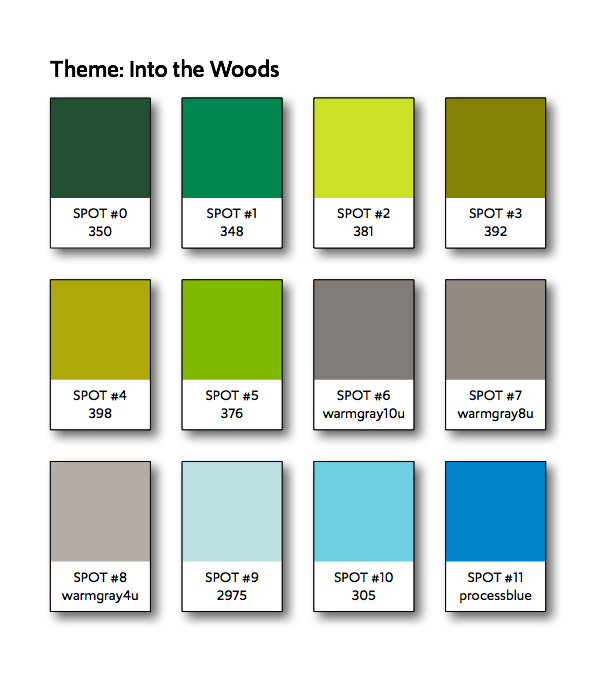 Theme: Into the Woods
SPOT #0
350
SPOT #1
348
SPOT #2
381
SPOT #3
392
SPOT #4
398
SPOT #5
376
SPOT #6
warmgray10u
SPOT #7
warmgray8u
SPOT #8
warmgray4u
SPOT #9
2975
SPOT #10
305
SPOT #11
processblue